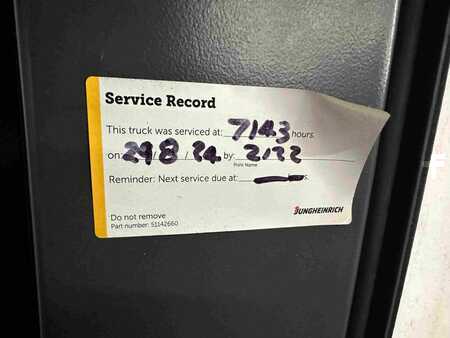 Service Record
This truck was serviced at: 7143 hours.
on: 29/8/24 by: 2122
Print Name
Reminder: Next service due at: s.
Do not remove
Part number: 51142660
JUNGHEINRICH